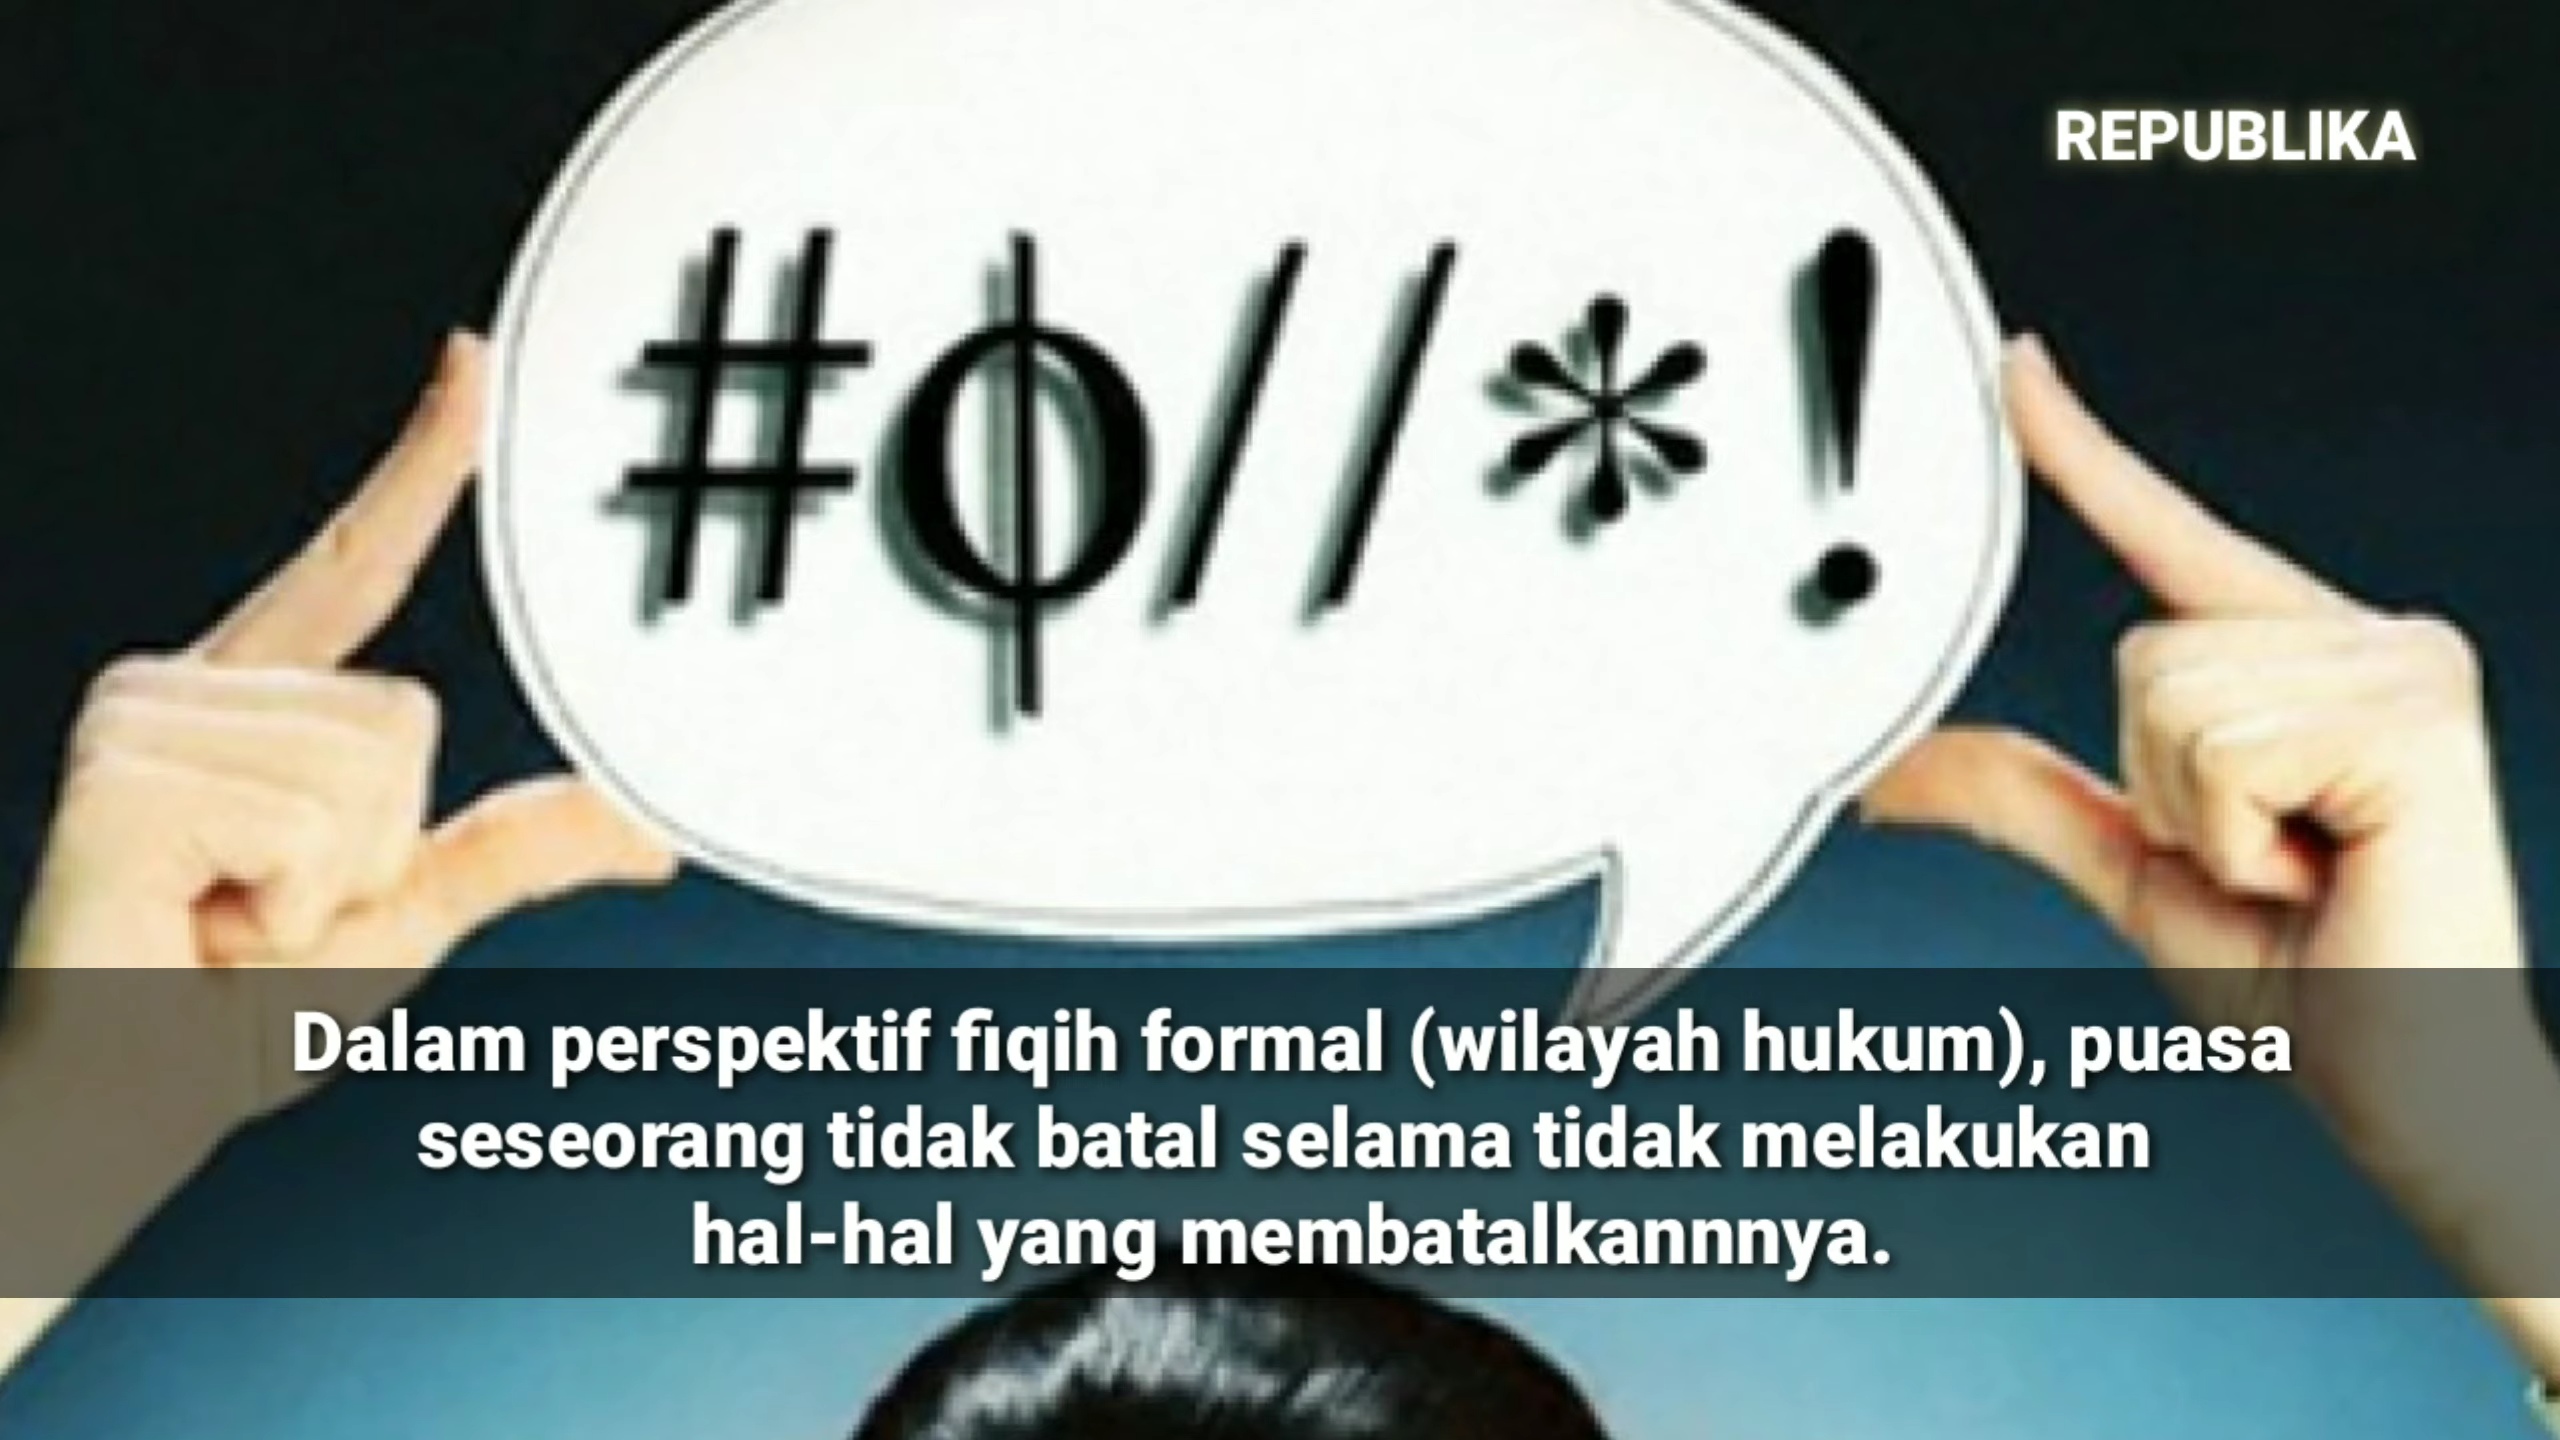 REPUBLIKA
#φ//*!
Dalam perspektif fiqih formal (wilayah hukum), puasa
seseorang tidak batal selama tidak melakukan
hal-hal yang membatalkannnya.